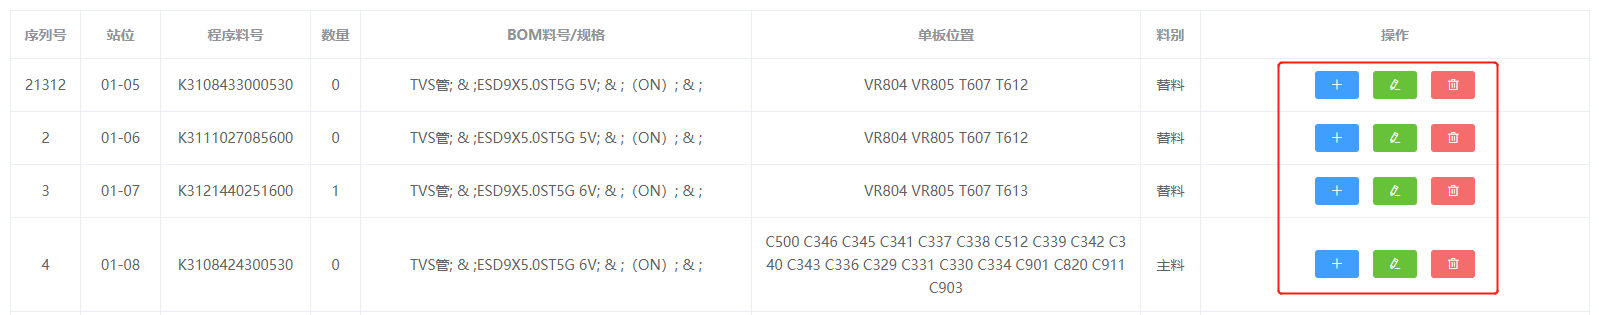 序列号 站位 程序料号 数量 BOM料号/规格 单板位置 料别 操作
21312 01-05 K3108433000530 0 TVS管; & ;ESD9X5.0ST5G 5V; & ;（ON）; & ; VR804 VR805 T607 T612 替料
2 01-06 K3111027085600 0 TVS管; & ;ESD9X5.0ST5G 5V; & ;（ON）; & ; VR804 VR805 T607 T612 替料
3 01-07 K3121440251600 1 TVS管; & ;ESD9X5.0ST5G 6V; & ;（ON）; & ; VR804 VR805 T607 T613 替料
4 01-08 K3108424300530 0 TVS管; & ;ESD9X5.0ST5G 6V; & ;（ON）; & ; C500 C346 C345 C341 C337 C338 C512 C339 C342 C3
40 C343 C336 C329 C331 C330 C334 C901 C820 C911
C903 主料